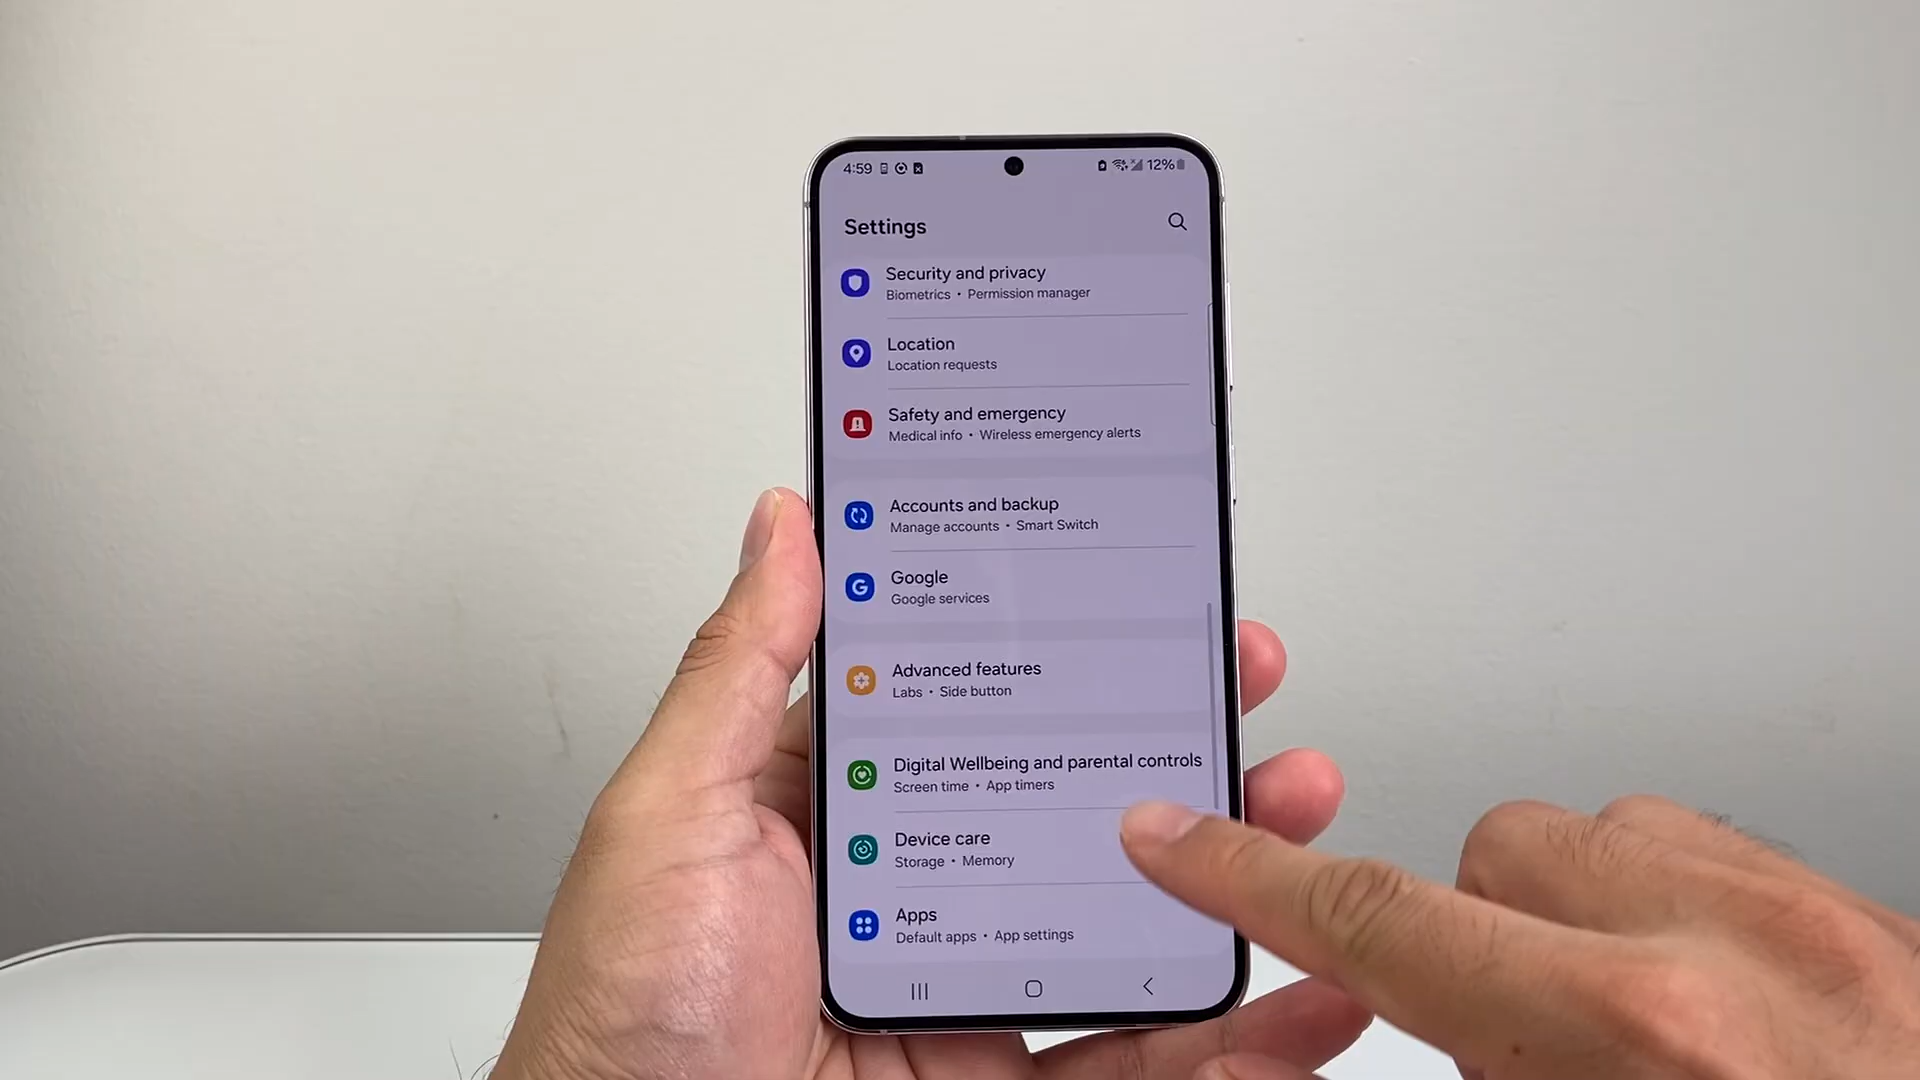 4:59 12%
Settings
Security and privacy
Biometrics • Permission manager
Location
Location requests
Safety and emergency
Medical info • Wireless emergency alerts
Accounts and backup
Manage accounts • Smart Switch
G Google
Google services
Advanced features
Labs • Side button
Digital Wellbeing and parental controls
Screen time • App timers
Device care
Storage • Memory
Apps
Default apps • App settings